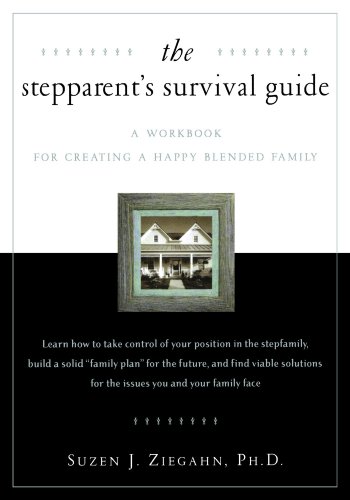 the
stepparent's survival guide
A WORKBOOK
FOR CREATING A HAPPY BLENDED FAMILY
Learn how to take control of your position in the stepfamily,
build a solid "family plan" for the future, and find viable solutions
for the issues you and your family face
SUZEN J. ZIEGAHN, PH.D.